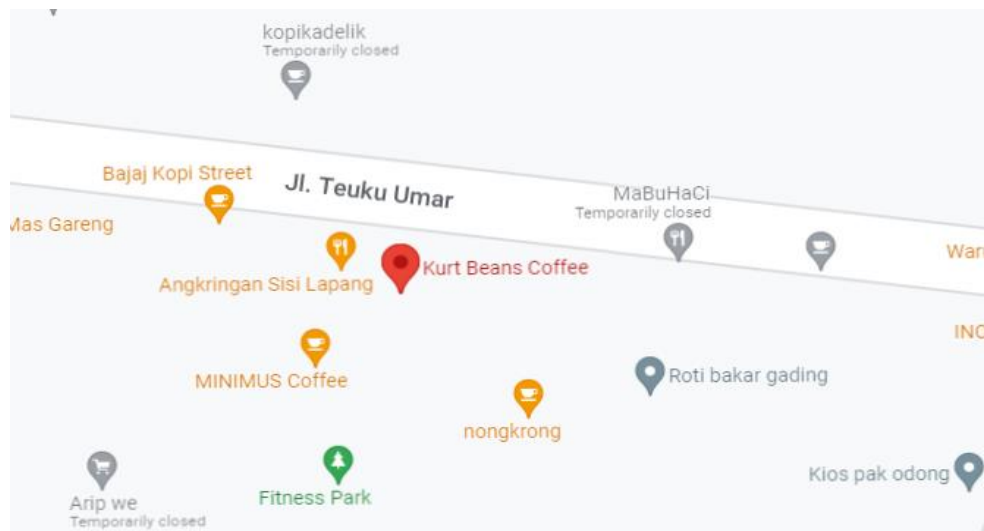 kopikadelik
Temporarily closed
Bajaj Kopi Street
Jl. Teuku Umar
MaBuHaCi
Temporarily closed
Mas Gareng
Angkringan Sisi Lapang
Kurt Beans Coffee
MINIMUS Coffee
Roti bakar gading
nongkrong
Fitness Park
Kios pak odong
Arip we
Temporarily closed